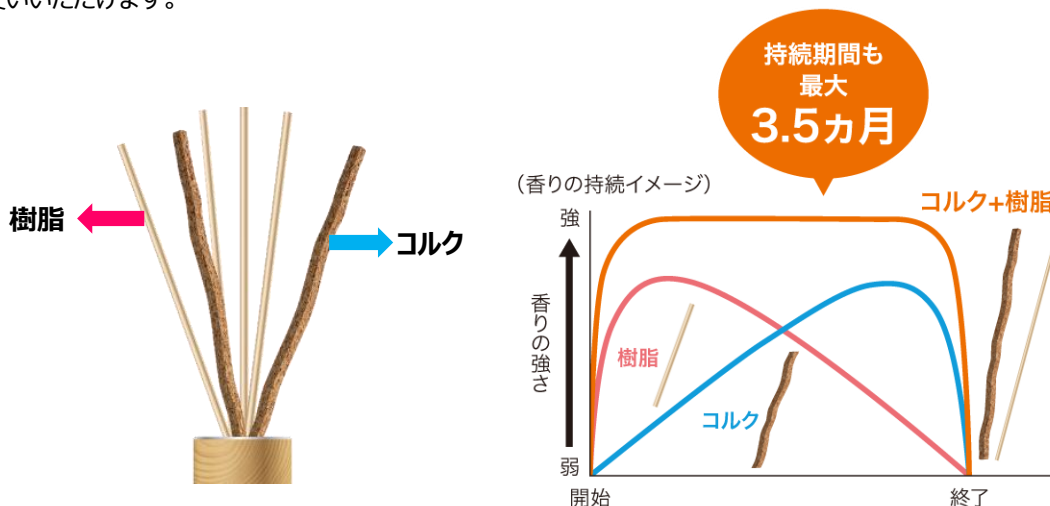 いいただけます。
持続期間も
最大
3.5ヵ月
(香りの持続イメージ)
コルク+樹脂
強
樹脂
コルク
香りの強さ
樹脂
コルク
弱
開始
終了